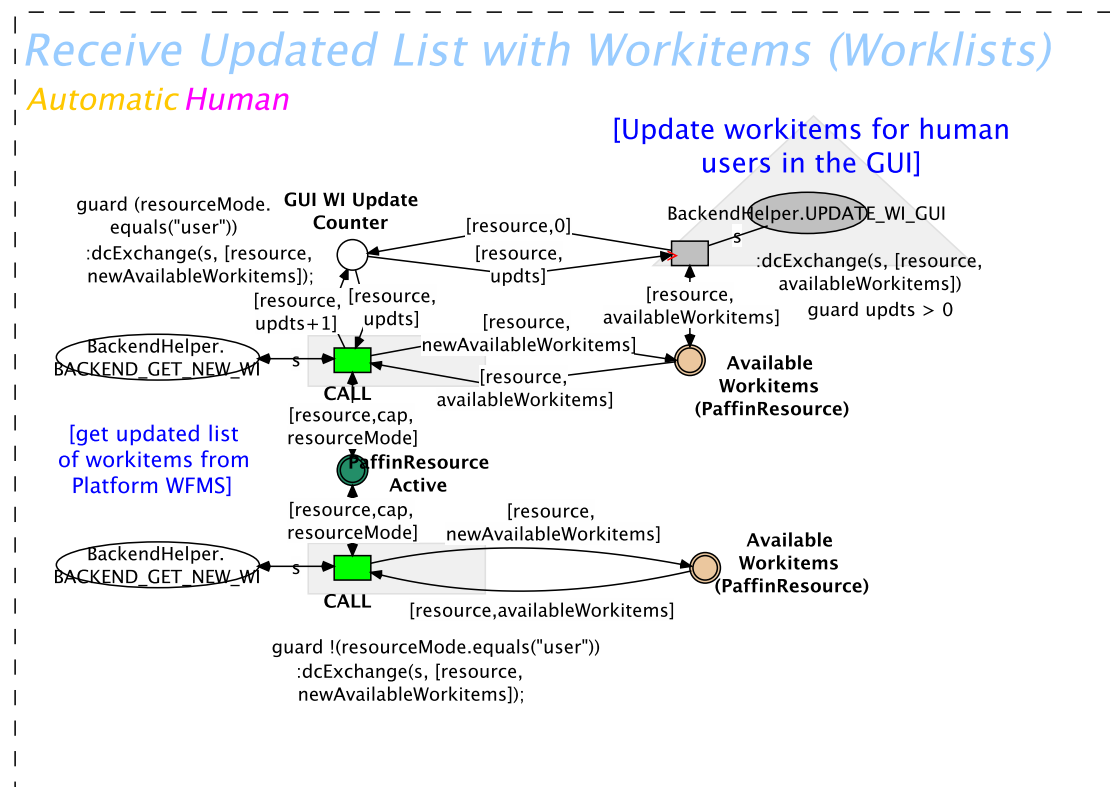 Receive Updated List with Workitems (Worklists)
Automatic Human
[Update workitems for human
users in the GUI]
guard (resourceMode.
equals("user"))
:dcExchange(s, [resource,
newAvailableWorkitems]);
GUI WI Update
Counter
[resource,0]
[resource,
updts]
BackendHelper.UPDATE_WI_GUI
s
:dcExchange(s, [resource,
availableWorkitems])
guard updts > 0
[resource,
updts+1]
[resource,
updts]
[resource,
availableWorkitems]
[resource,
newAvailableWorkitems]
BackendHelper.
BACKEND_GET_NEW_WI
s
CALL
[resource,
availableWorkitems]
Available
Workitems
(PaffinResource)
[resource,cap,
resourceMode]
[get updated list
of workitems from
Platform WFMS]
PaffinResource
Active
[resource,cap,
resourceMode]
[resource,
newAvailableWorkitems]
BackendHelper.
BACKEND_GET_NEW_WI
s
CALL
Available
Workitems
(PaffinResource)
[resource,availableWorkitems]
guard !(resourceMode.equals("user"))
:dcExchange(s, [resource,
newAvailableWorkitems]);